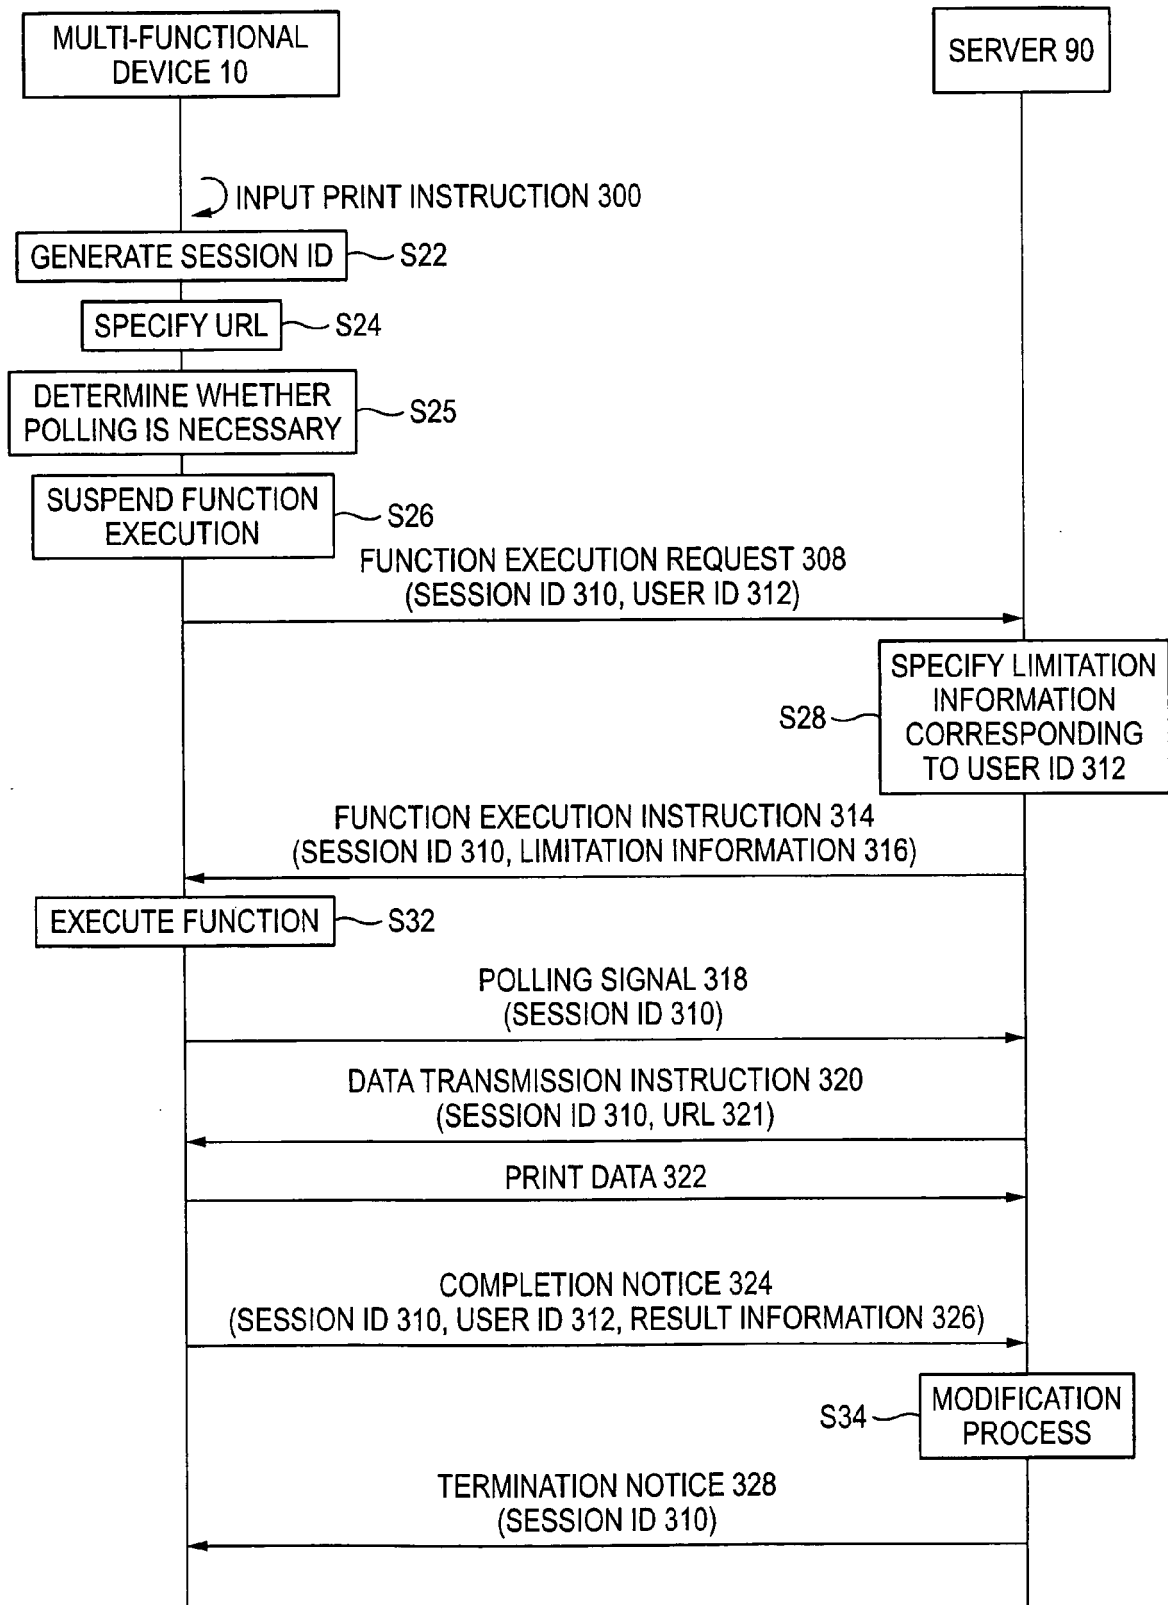 MULTI-FUNCTIONAL
DEVICE 10
SERVER 90
INPUT PRINT INSTRUCTION 300
GENERATE SESSION ID
S22
SPECIFY URL
S24
DETERMINE WHETHER
POLLING IS NECESSARY
S25
SUSPEND FUNCTION
EXECUTION
S26
FUNCTION EXECUTION REQUEST 308
(SESSION ID 310, USER ID 312)
SPECIFY LIMITATION
INFORMATION
CORRESPONDING
TO USER ID 312
S28
FUNCTION EXECUTION INSTRUCTION 314
(SESSION ID 310, LIMITATION INFORMATION 316)
EXECUTE FUNCTION
S32
POLLING SIGNAL 318
(SESSION ID 310)
DATA TRANSMISSION INSTRUCTION 320
(SESSION ID 310, URL 321)
PRINT DATA 322
COMPLETION NOTICE 324
(SESSION ID 310, USER ID 312, RESULT INFORMATION 326)
MODIFICATION
PROCESS
S34
TERMINATION NOTICE 328
(SESSION ID 310)